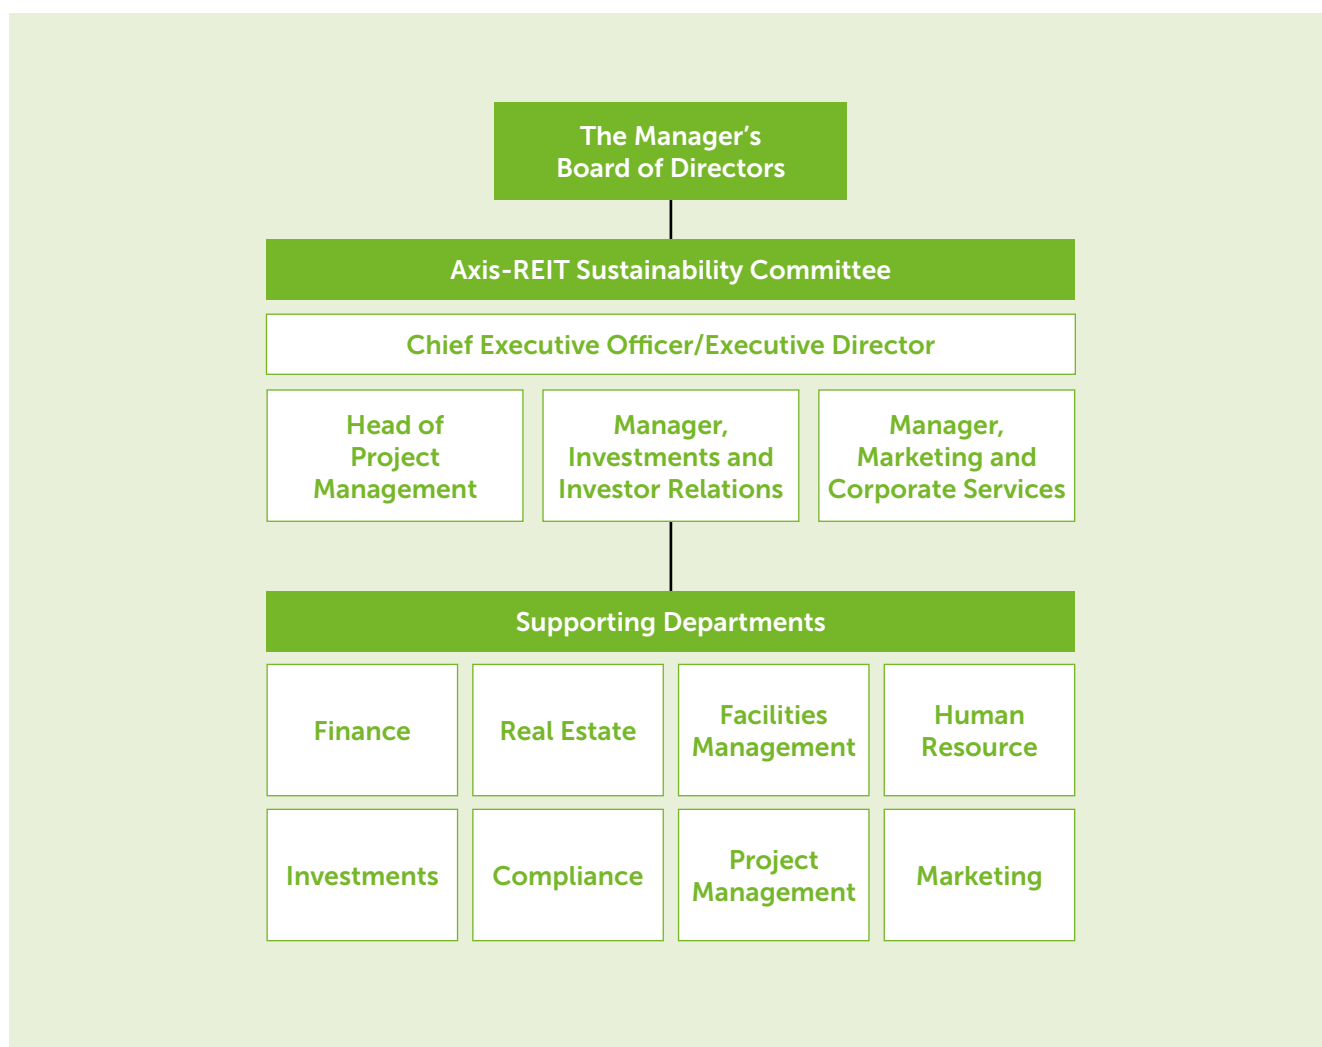 The Manager’s
Board of Directors
Axis-REIT Sustainability Committee
Chief Executive Officer/Executive Director
Head of
Project
Management
Manager,
Investments and
Investor Relations
Manager,
Marketing and
Corporate Services
Supporting Departments
Finance
Real Estate
Facilities
Management
Human
Resource
Investments
Compliance
Project
Management
Marketing